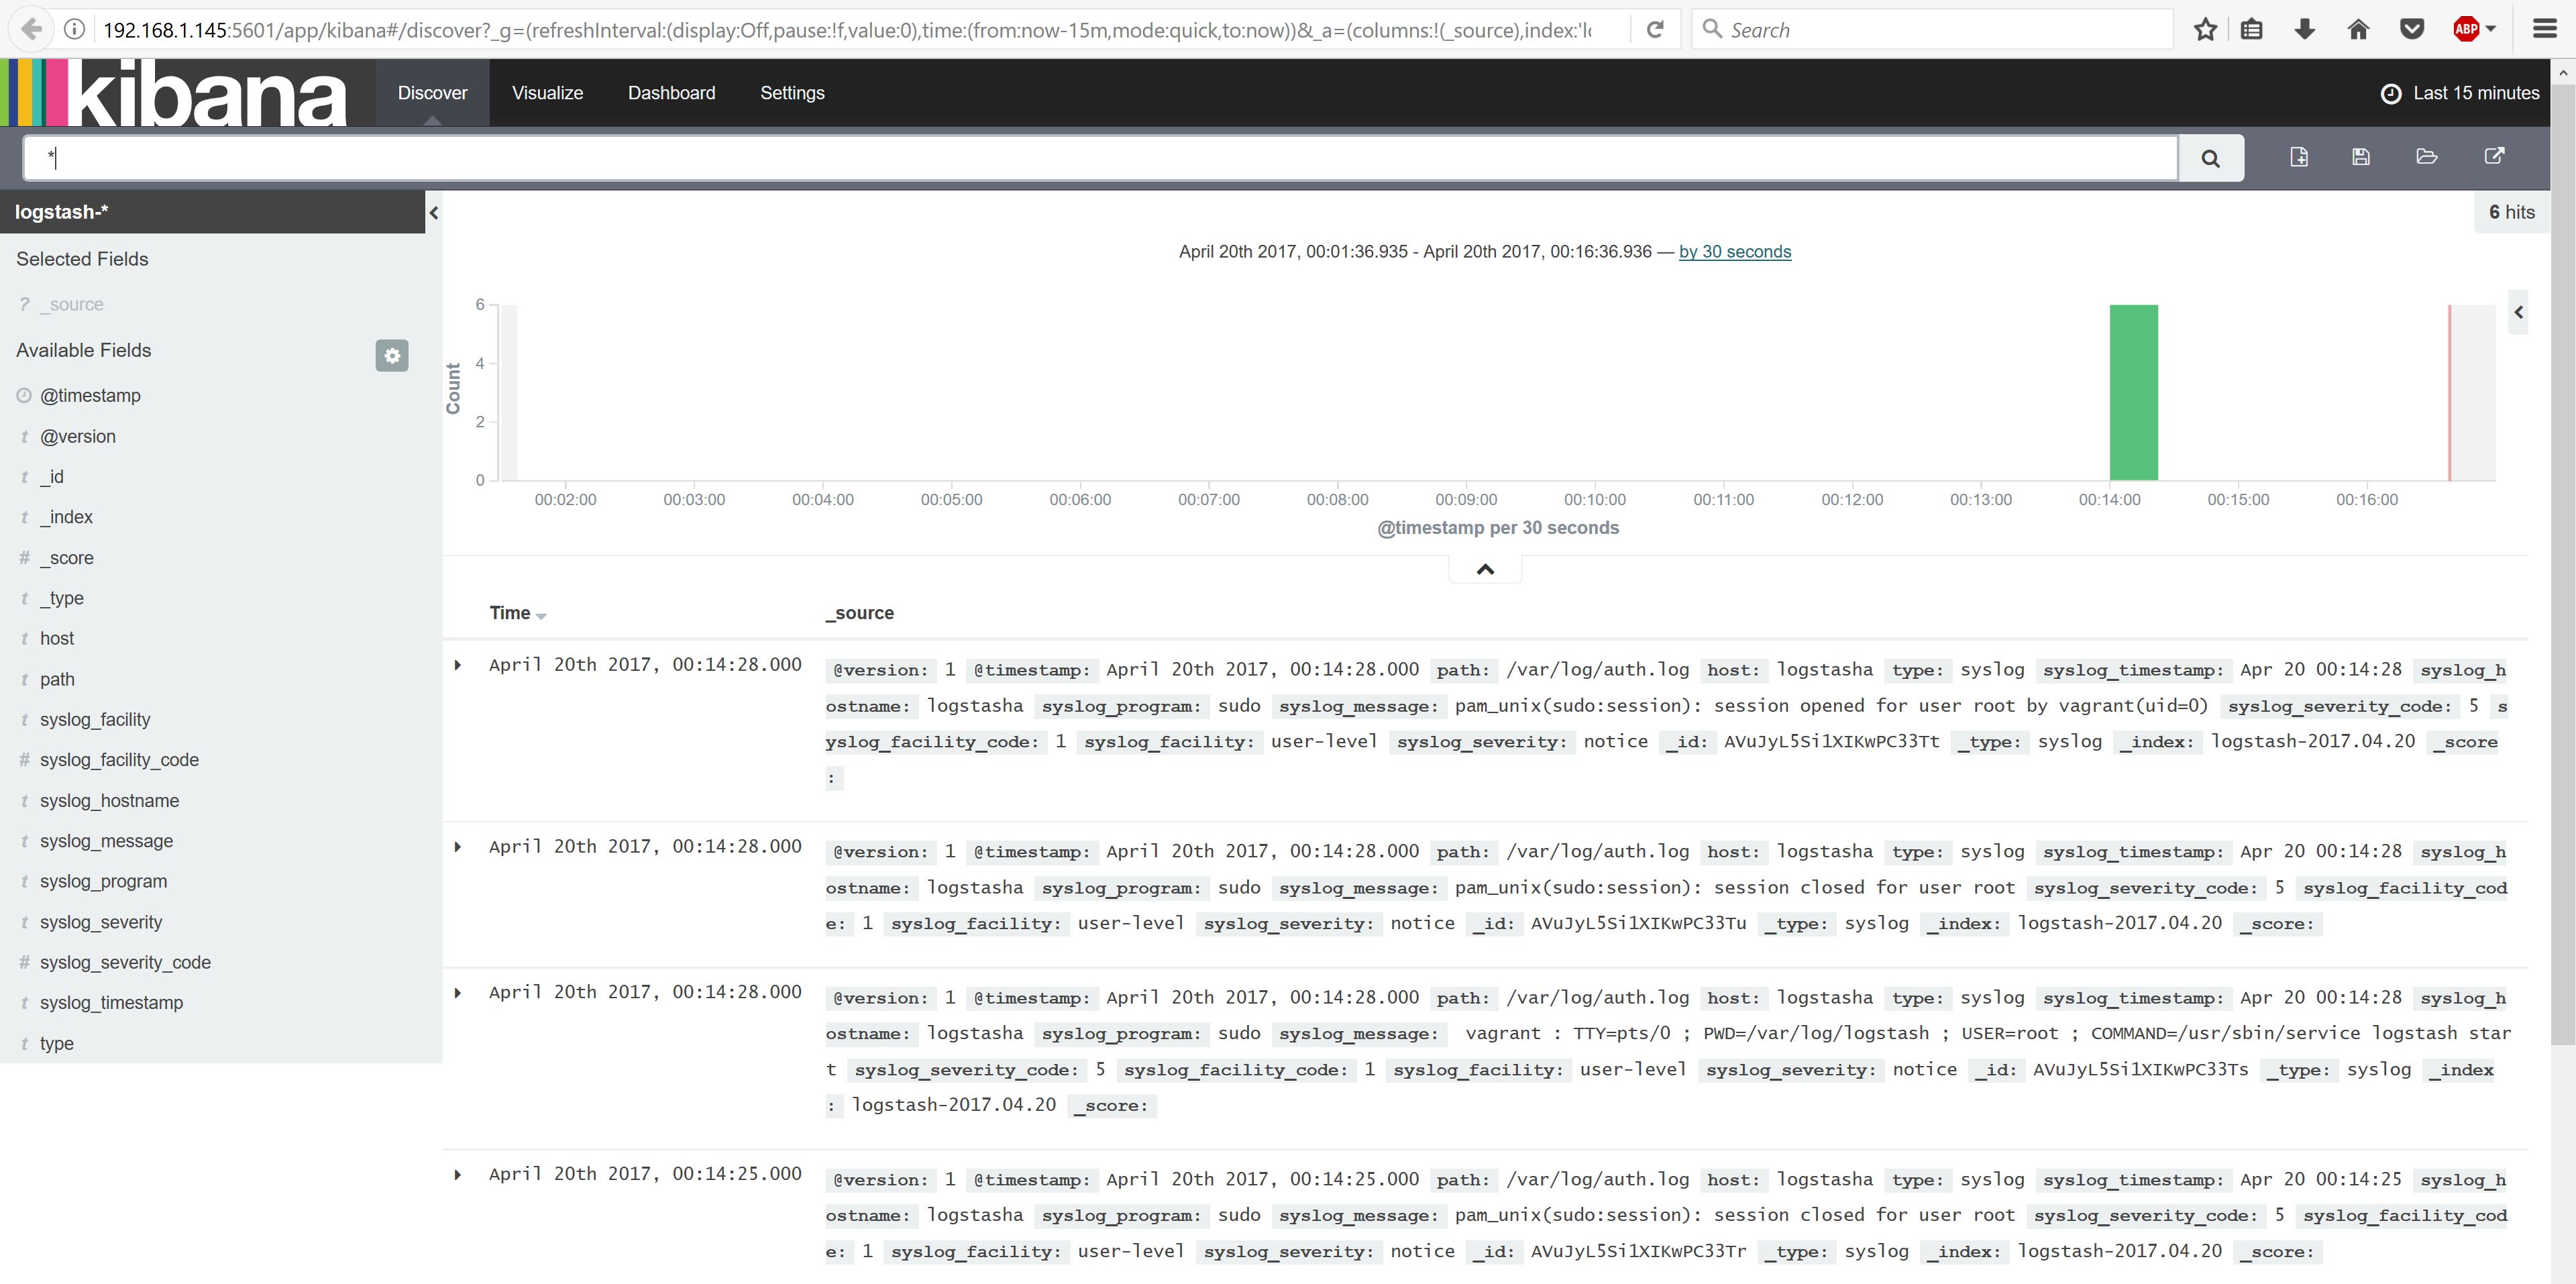 192.168.1.145:5601/app/kibana#/discover?_g=(refreshInterval:(display:Off,pause:!f,value:0),time:(from:now-15m,mode:quick,to:now))&_a=(columns:!(_source),index:'lo
Search
ABP
kibana
Discover
Visualize
Dashboard
Settings
Last 15 minutes
*
logstash-*
6 hits
Selected Fields
? _source
Available Fields
@timestamp
t @version
t _id
t _index
# _score
t _type
t host
t path
t syslog_facility
# syslog_facility_code
t syslog_hostname
t syslog_message
t syslog_program
t syslog_severity
# syslog_severity_code
t syslog_timestamp
t type
April 20th 2017, 00:01:36.935 - April 20th 2017, 00:16:36.936 — by 30 seconds
Count
6
4
2
0
00:02:00 00:03:00 00:04:00 00:05:00 00:06:00 00:07:00 00:08:00 00:09:00 00:10:00 00:11:00 00:12:00 00:13:00 00:14:00 00:15:00 00:16:00
@timestamp per 30 seconds
Time _source
April 20th 2017, 00:14:28.000 @version: 1 @timestamp: April 20th 2017, 00:14:28.000 path: /var/log/auth.log host: logstasha type: syslog syslog_timestamp: Apr 20 00:14:28 syslog_h
ostname: logstasha syslog_program: sudo syslog_message: pam_unix(sudo:session): session opened for user root by vagrant(uid=0) syslog_severity_code: 5 s
yslog_facility_code: 1 syslog_facility: user-level syslog_severity: notice _id: AVuJyL5Si1XIKwPC33Tt _type: syslog _index: logstash-2017.04.20 _score
:
April 20th 2017, 00:14:28.000 @version: 1 @timestamp: April 20th 2017, 00:14:28.000 path: /var/log/auth.log host: logstasha type: syslog syslog_timestamp: Apr 20 00:14:28 syslog_h
ostname: logstasha syslog_program: sudo syslog_message: pam_unix(sudo:session): session closed for user root syslog_severity_code: 5 syslog_facility_cod
e: 1 syslog_facility: user-level syslog_severity: notice _id: AVuJyL5Si1XIKwPC33Tu _type: syslog _index: logstash-2017.04.20 _score:
April 20th 2017, 00:14:28.000 @version: 1 @timestamp: April 20th 2017, 00:14:28.000 path: /var/log/auth.log host: logstasha type: syslog syslog_timestamp: Apr 20 00:14:28 syslog_h
ostname: logstasha syslog_program: sudo syslog_message: vagrant : TTY=pts/0 ; PWD=/var/log/logstash ; USER=root ; COMMAND=/usr/sbin/service logstash star
t syslog_severity_code: 5 syslog_facility_code: 1 syslog_facility: user-level syslog_severity: notice _id: AVuJyL5Si1XIKwPC33Ts _type: syslog _index
: logstash-2017.04.20 _score:
April 20th 2017, 00:14:25.000 @version: 1 @timestamp: April 20th 2017, 00:14:25.000 path: /var/log/auth.log host: logstasha type: syslog syslog_timestamp: Apr 20 00:14:25 syslog_h
ostname: logstasha syslog_program: sudo syslog_message: pam_unix(sudo:session): session closed for user root syslog_severity_code: 5 syslog_facility_cod
e: 1 syslog_facility: user-level syslog_severity: notice _id: AVuJyL5Si1XIKwPC33Tr _type: syslog _index: logstash-2017.04.20 _score: